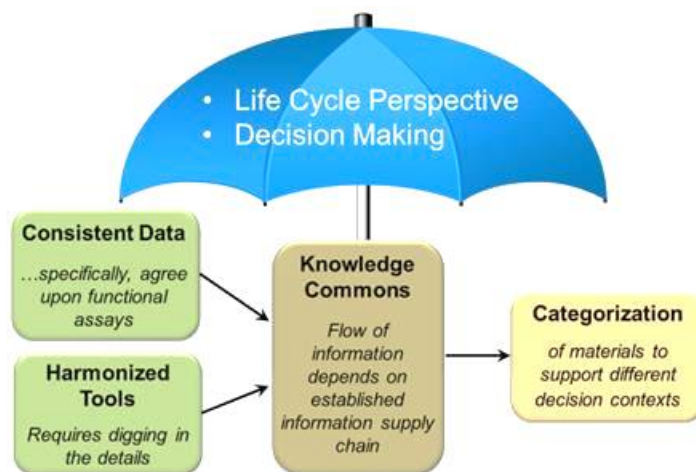 • Life Cycle Perspective
• Decision Making
Consistent Data
...specifically, agree
upon functional
assays
Harmonized
Tools
Requires digging in
the details
Knowledge
Commons
Flow of
information
depends on
established
information supply
chain
Categorization
of materials to
support different
decision contexts